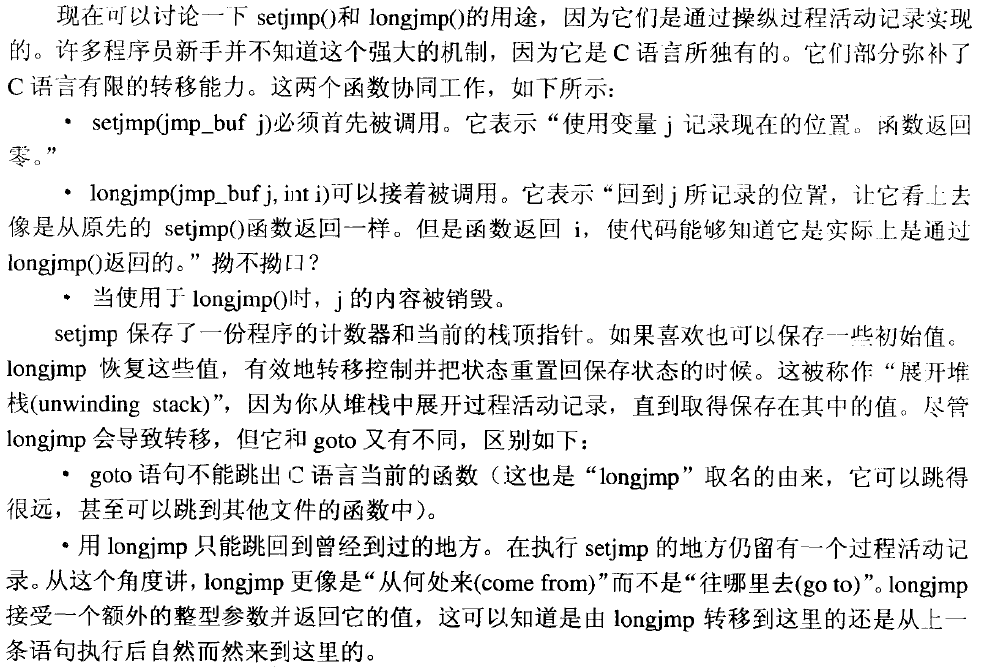 现在可以讨论一下 setjmp()和 longjmp()的用途，因为它们是通过操纵过程活动记录实现
的。许多程序员新手并不知道这个强大的机制，因为它是 C 语言所独有的。它们部分弥补了
C 语言有限的转移能力。这两个函数协同工作，如下所示：
• setjmp(jmp_buf j)必须首先被调用。它表示“使用变量 j 记录现在的位置。函数返回
零。”
• longjmp(jmp_buf j, int i)可以接着被调用。它表示“回到 j 所记录的位置，让它看上去
像是从原先的 setjmp()函数返回一样。但是函数返回 i，使代码能够知道它是实际上是通过
longjmp()返回的。”拗不拗口？
• 当使用于 longjmp()时，j 的内容被销毁。
setjmp 保存了一份程序的计数器和当前的栈顶指针。如果喜欢也可以保存一些初始值。
longjmp 恢复这些值，有效地转移控制并把状态重置回保存状态的时候。这被称作“展开堆
栈(unwinding stack)”，因为你从堆栈中展开过程活动记录，直到取得保存在其中的值。尽管
longjmp 会导致转移，但它和 goto 又有不同，区别如下：
• goto 语句不能跳出 C 语言当前的函数（这也是“longjmp”取名的由来，它可以跳得
很远，甚至可以跳到其他文件的函数中）。
• 用 longjmp 只能跳回到曾经到过的地方。在执行 setjmp 的地方仍留有一个过程活动记
录。从这个角度讲，longjmp 更像是“从何处来(come from)”而不是“往哪里去(go to)”。longjmp
接受一个额外的整型参数并返回它的值，这可以知道是由 longjmp 转移到这里的还是从上一
条语句执行后自然而然来到这里的。